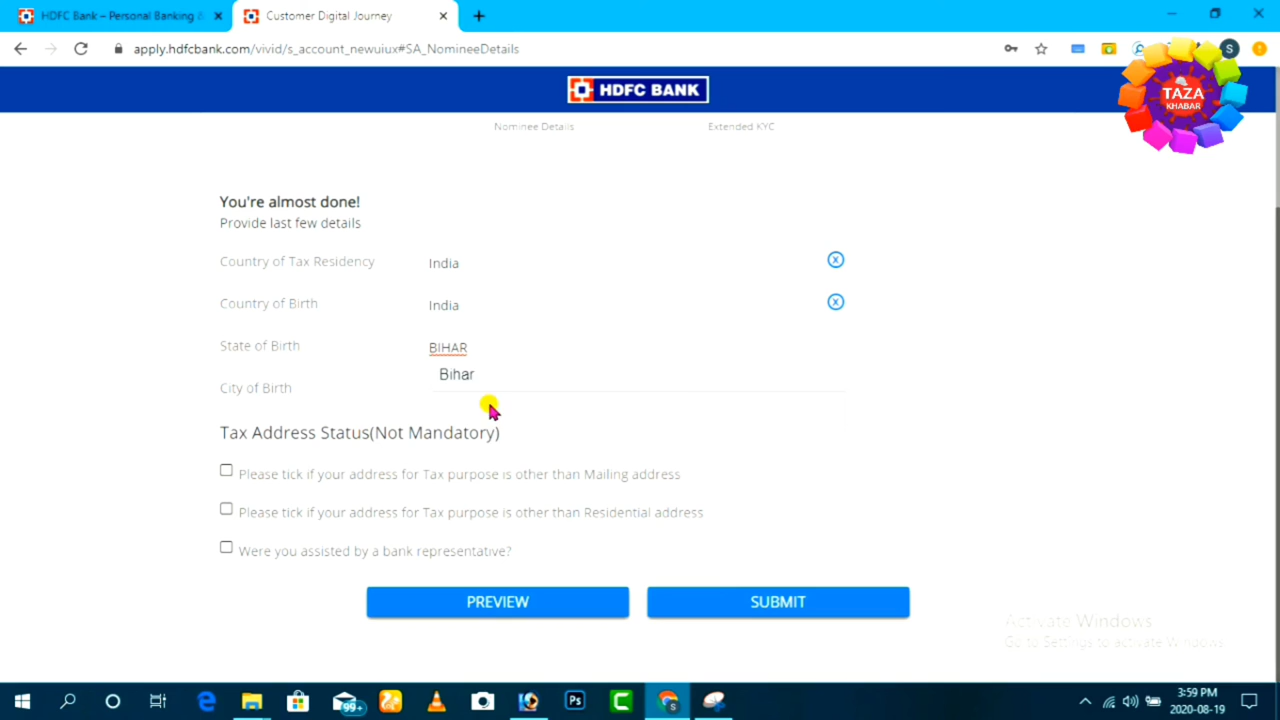 HDFC Bank – Personal Banking &
Customer Digital Journey
apply.hdfcbank.com/vivid/s_account_newuiux#SA_NomineeDetails
S
HDFC BANK
TAZA
KHABAR
Nominee Details
Extended KYC
You're almost done!
Provide last few details
Country of Tax Residency
India
Country of Birth
India
State of Birth
BIHAR
Bihar
City of Birth
Tax Address Status(Not Mandatory)
Please tick if your address for Tax purpose is other than Mailing address
Please tick if your address for Tax purpose is other than Residential address
Were you assisted by a bank representative?
PREVIEW
SUBMIT
Activate Windows
Go to Settings to activate Windows.
99+
Ps
3:59 PM
2020-08-19